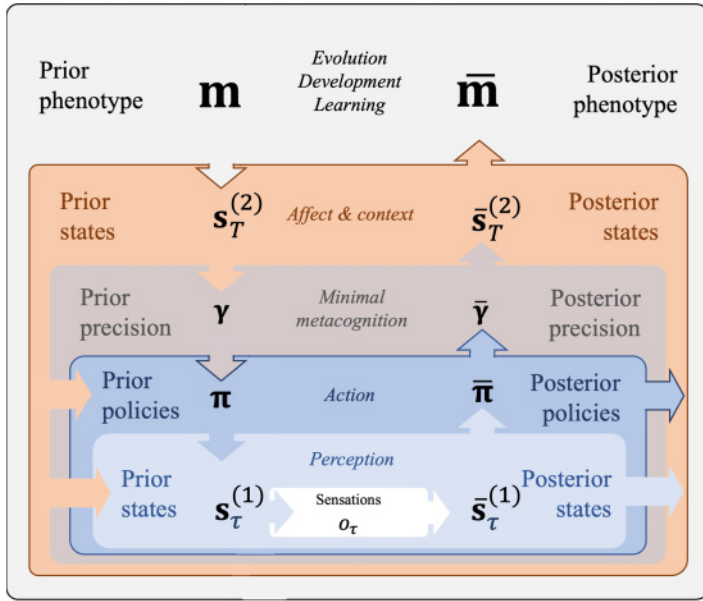 Prior
phenotype
m
Evolution
Development
Learning
m̄
Posterior
phenotype
Prior
states
s_T^(2)
Affect & context
s̄_T^(2)
Posterior
states
Prior
precision
γ
Minimal
metacognition
γ̄
Posterior
precision
Prior
policies
π
Action
π̄
Posterior
policies
Perception
Prior
states
s_τ^(1)
Sensations
o_τ
s̄_τ^(1)
Posterior
states